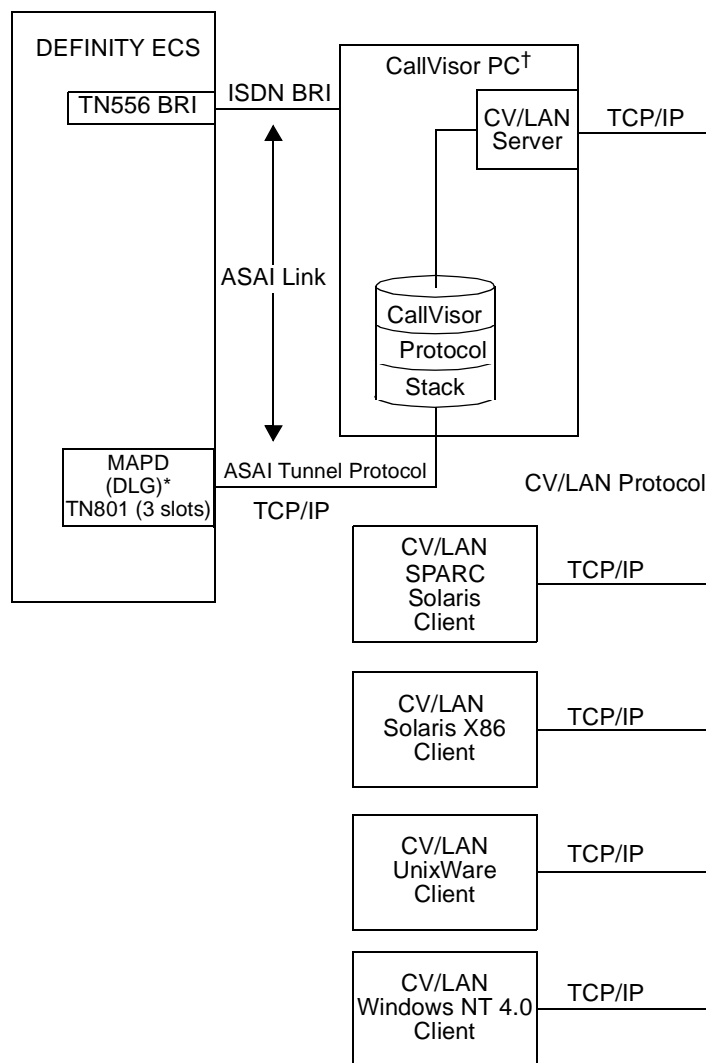 DEFINITY ECS
TN556 BRI
ISDN BRI
CallVisor PC†
CV/LAN
Server
TCP/IP
ASAI Link
CallVisor
Protocol
Stack
MAPD
(DLG)*
TN801 (3 slots)
ASAI Tunnel Protocol
TCP/IP
CV/LAN Protocol
CV/LAN
SPARC
Solaris
Client
TCP/IP
CV/LAN
Solaris X86
Client
TCP/IP
CV/LAN
UnixWare
Client
TCP/IP
CV/LAN
Windows NT 4.0
Client
TCP/IP